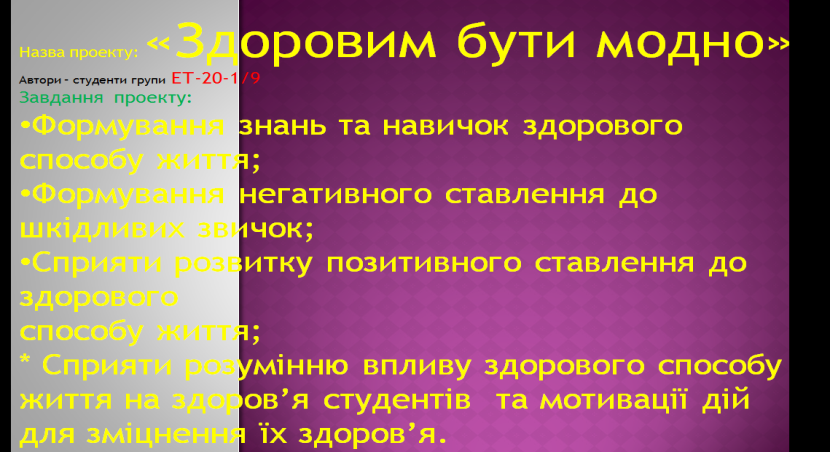 Назва проекту: «Здоровим бути модно»
Автори - студенти групи ЕТ-20-1/9
Завдання проекту:
•Формування знань та навичок здорового
способу життя;
•Формування негативного ставлення до
шкідливих звичок;
•Сприяти розвитку позитивного ставлення до
здорового
способу життя;
* Сприяти розумінню впливу здорового способу
життя на здоров’я студентів та мотивації дій
для зміцнення їх здоров’я.